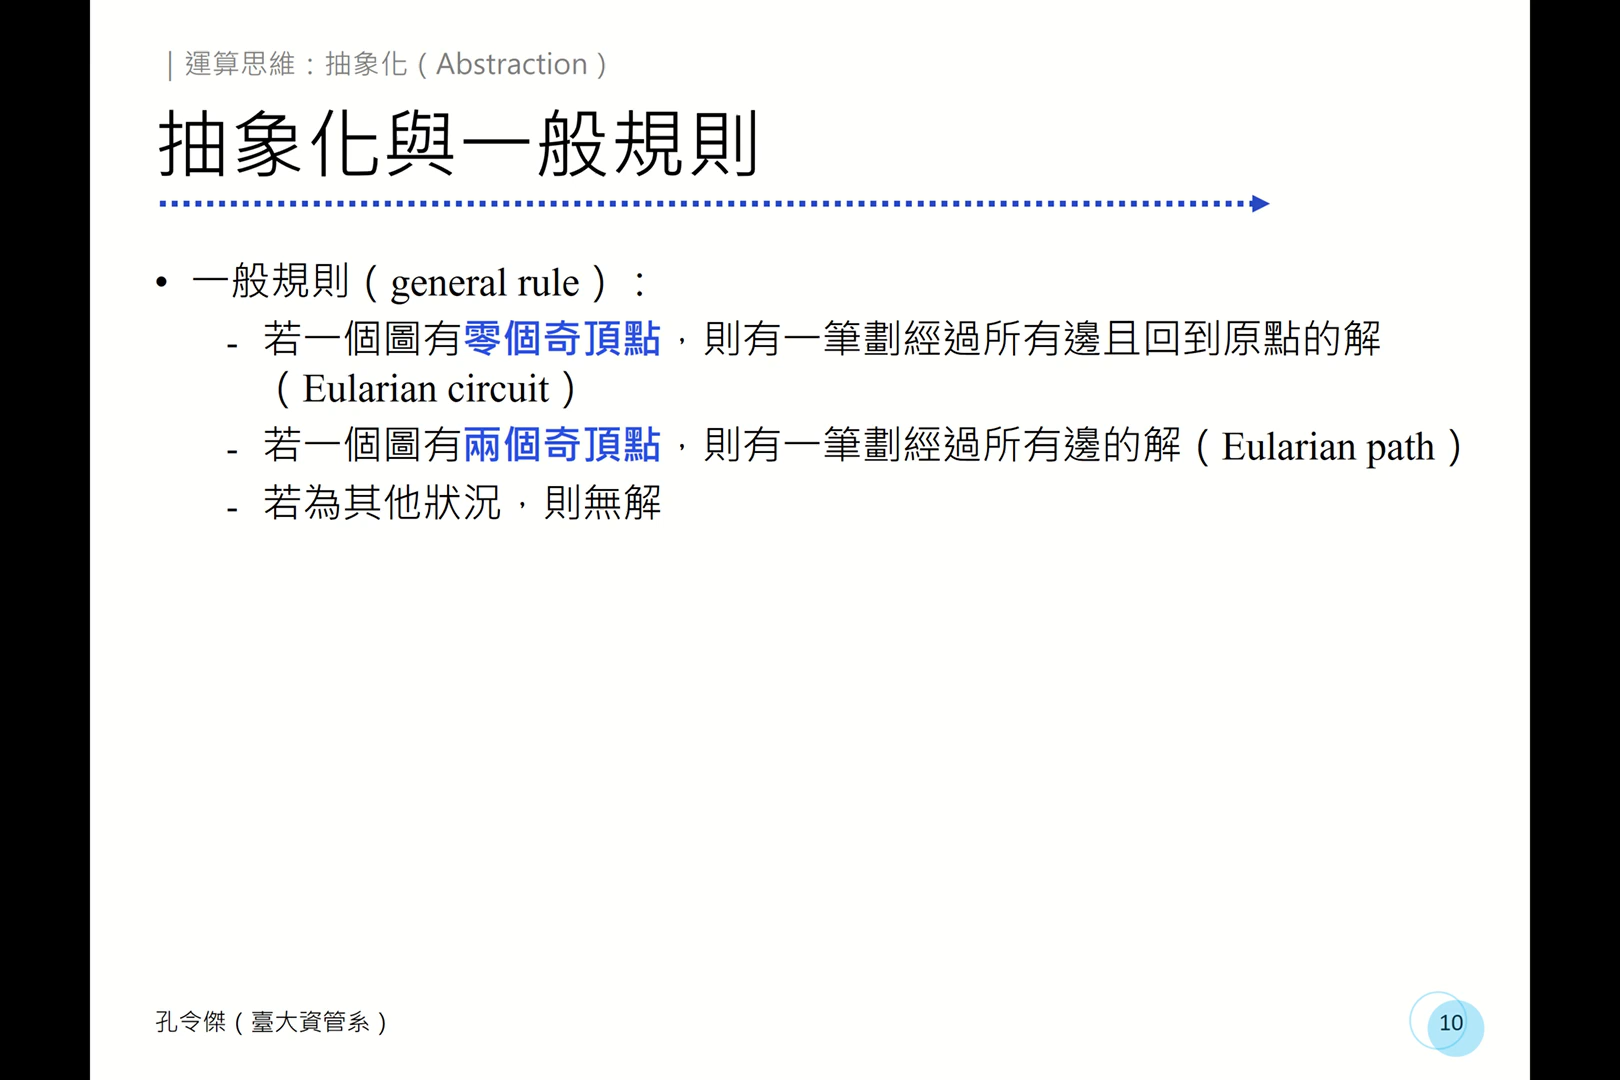 ｜運算思維：抽象化（Abstraction）
抽象化與一般規則
• 一般規則（general rule）：
- 若一個圖有零個奇頂點，則有一筆劃經過所有邊且回到原點的解
（Eularian circuit）
- 若一個圖有兩個奇頂點，則有一筆劃經過所有邊的解（Eularian path）
- 若為其他狀況，則無解
孔令傑（臺大資管系）
10